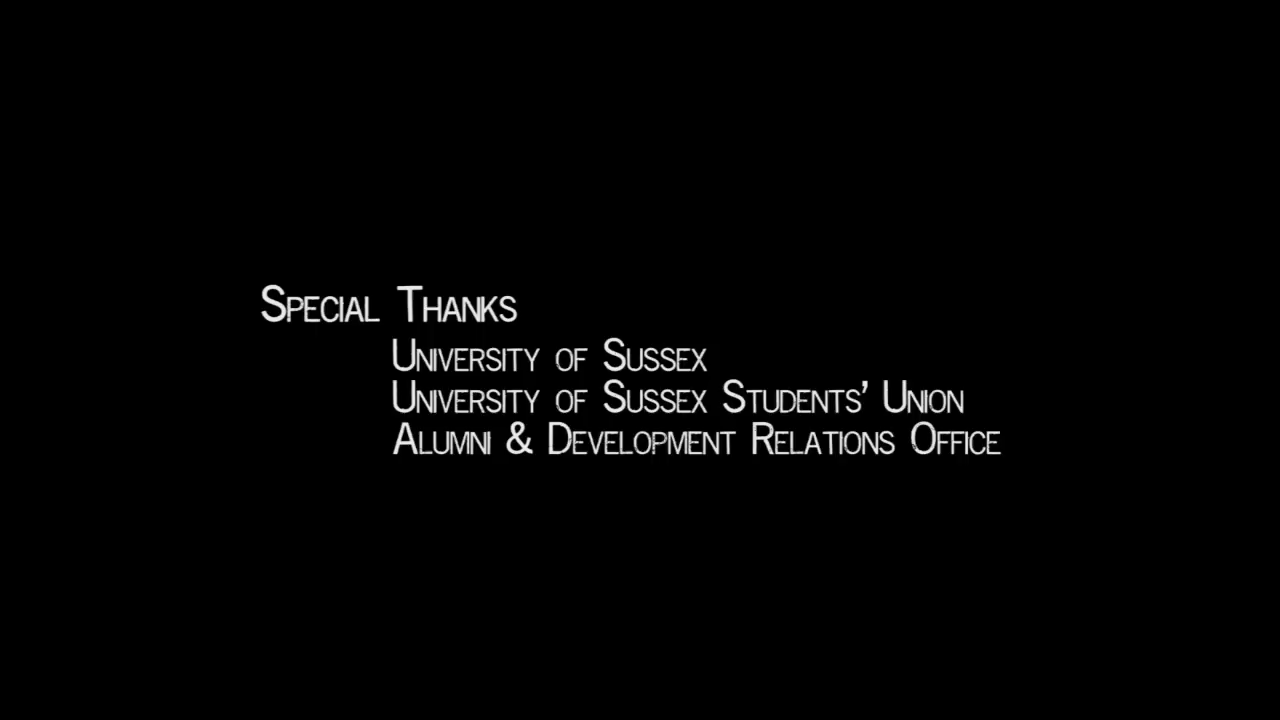 Special Thanks
University of Sussex
University of Sussex Students' Union
Alumni & Development Relations Office